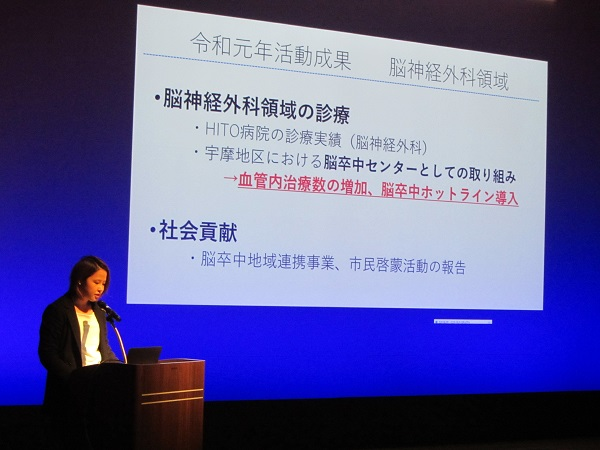 令和元年活動成果　　脳神経外科領域
•脳神経外科領域の診療
・HITO病院の診療実績（脳神経外科）
・宇摩地区における脳卒中センターとしての取り組み
→血管内治療数の増加、脳卒中ホットライン導入
•社会貢献
・脳卒中地域連携事業、市民啓蒙活動の報告